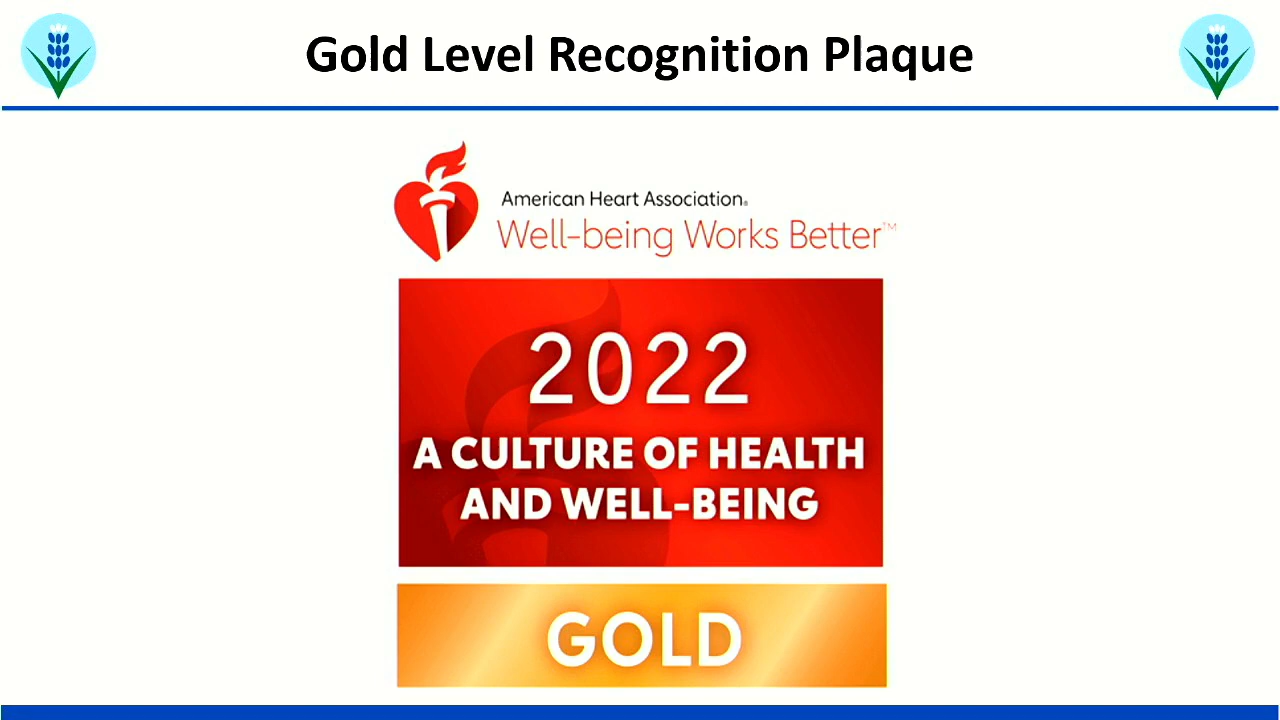 Gold Level Recognition Plaque
American Heart Association®
Well-being Works Better™
2022
A CULTURE OF HEALTH
AND WELL-BEING
GOLD